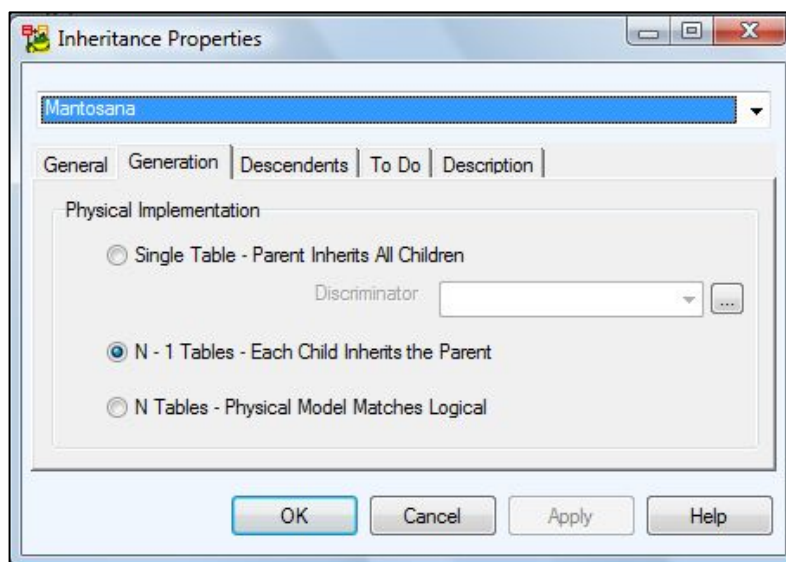 Inheritance Properties
Mantosana
General Generation Descendents To Do Description
Physical Implementation
Single Table - Parent Inherits All Children
Discriminator ...
N - 1 Tables - Each Child Inherits the Parent
N Tables - Physical Model Matches Logical
OK Cancel Apply Help